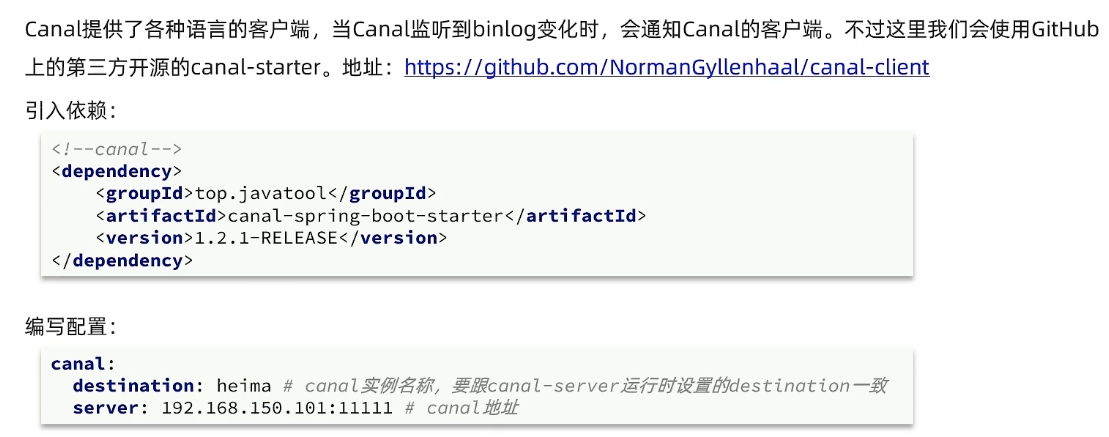 Canal提供了各种语言的客户端，当Canal监听到binlog变化时，会通知Canal的客户端。不过这里我们会使用GitHub
上的第三方开源的canal-starter。地址：https://github.com/NormanGyllenhaal/canal-client
引入依赖：
<!--canal-->
<dependency>
    <groupId>top.javatool</groupId>
    <artifactId>canal-spring-boot-starter</artifactId>
    <version>1.2.1-RELEASE</version>
</dependency>
编写配置：
canal:
  destination: heima # canal实例名称，要跟canal-server运行时设置的destination一致
  server: 192.168.150.101:11111 # canal地址